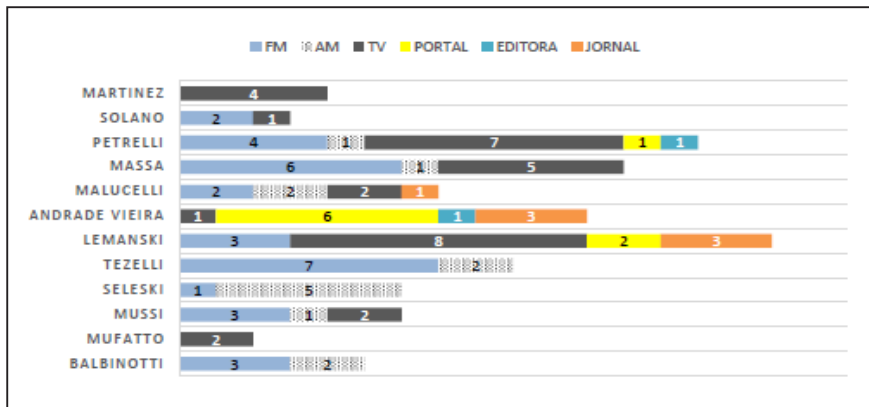 FM AM TV PORTAL EDITORA JORNAL
MARTINEZ 4
SOLANO 2 1
PETRELLI 4 1 7 1 1
MASSA 6 1 5
MALUCELLI 2 2 2 1
ANDRADE VIEIRA 1 6 1 3
LEMANSKI 3 8 2 3
TEZELLI 7 2
SELESKI 1 5
MUSSI 3 1 2
MUFATTO 2
BALBINOTTI 3 2